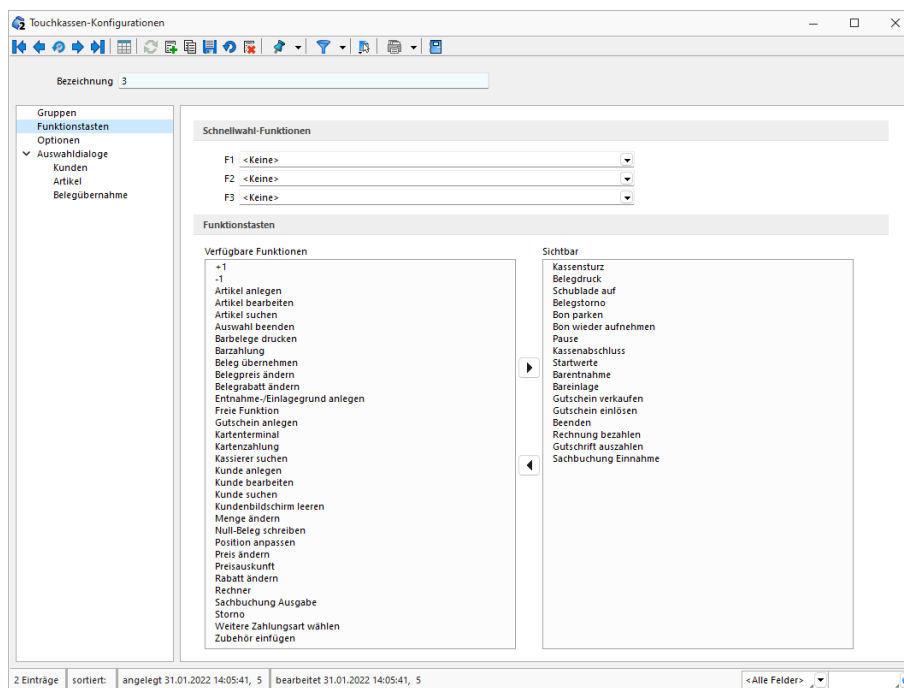 Touchkassen-Konfigurationen
Bezeichnung 3
Gruppen
Funktionstasten
Optionen
Auswahldialoge
Kunden
Artikel
Belegübernahme
Schnellwahl-Funktionen
F1 <Keine>
F2 <Keine>
F3 <Keine>
Funktionstasten
Verfügbare Funktionen
+1
-1
Artikel anlegen
Artikel bearbeiten
Artikel suchen
Auswahl beenden
Barbelege drucken
Barzahlung
Beleg übernehmen
Belegpreis ändern
Belegrabatt ändern
Entnahme-/Einlagegrund anlegen
Freie Funktion
Gutschein anlegen
Kartenterminal
Kartenzahlung
Kassierer suchen
Kunde anlegen
Kunde bearbeiten
Kunde suchen
Kundenbildschirm leeren
Menge ändern
Null-Beleg schreiben
Position anpassen
Preis ändern
Preisauskunft
Rabatt ändern
Rechner
Sachbuchung Ausgabe
Storno
Weitere Zahlungsart wählen
Zubehör einfügen
Sichtbar
Kassensturz
Belegdruck
Schublade auf
Belegstorno
Bon parken
Bon wieder aufnehmen
Pause
Kassenabschluss
Startwerte
Barentnahme
Bareinlage
Gutschein verkaufen
Gutschein einlösen
Beenden
Rechnung bezahlen
Gutschrift auszahlen
Sachbuchung Einnahme
2 Einträge sortiert: angelegt 31.01.2022 14:05:41, 5 bearbeitet 31.01.2022 14:05:41, 5 <Alle Felder>